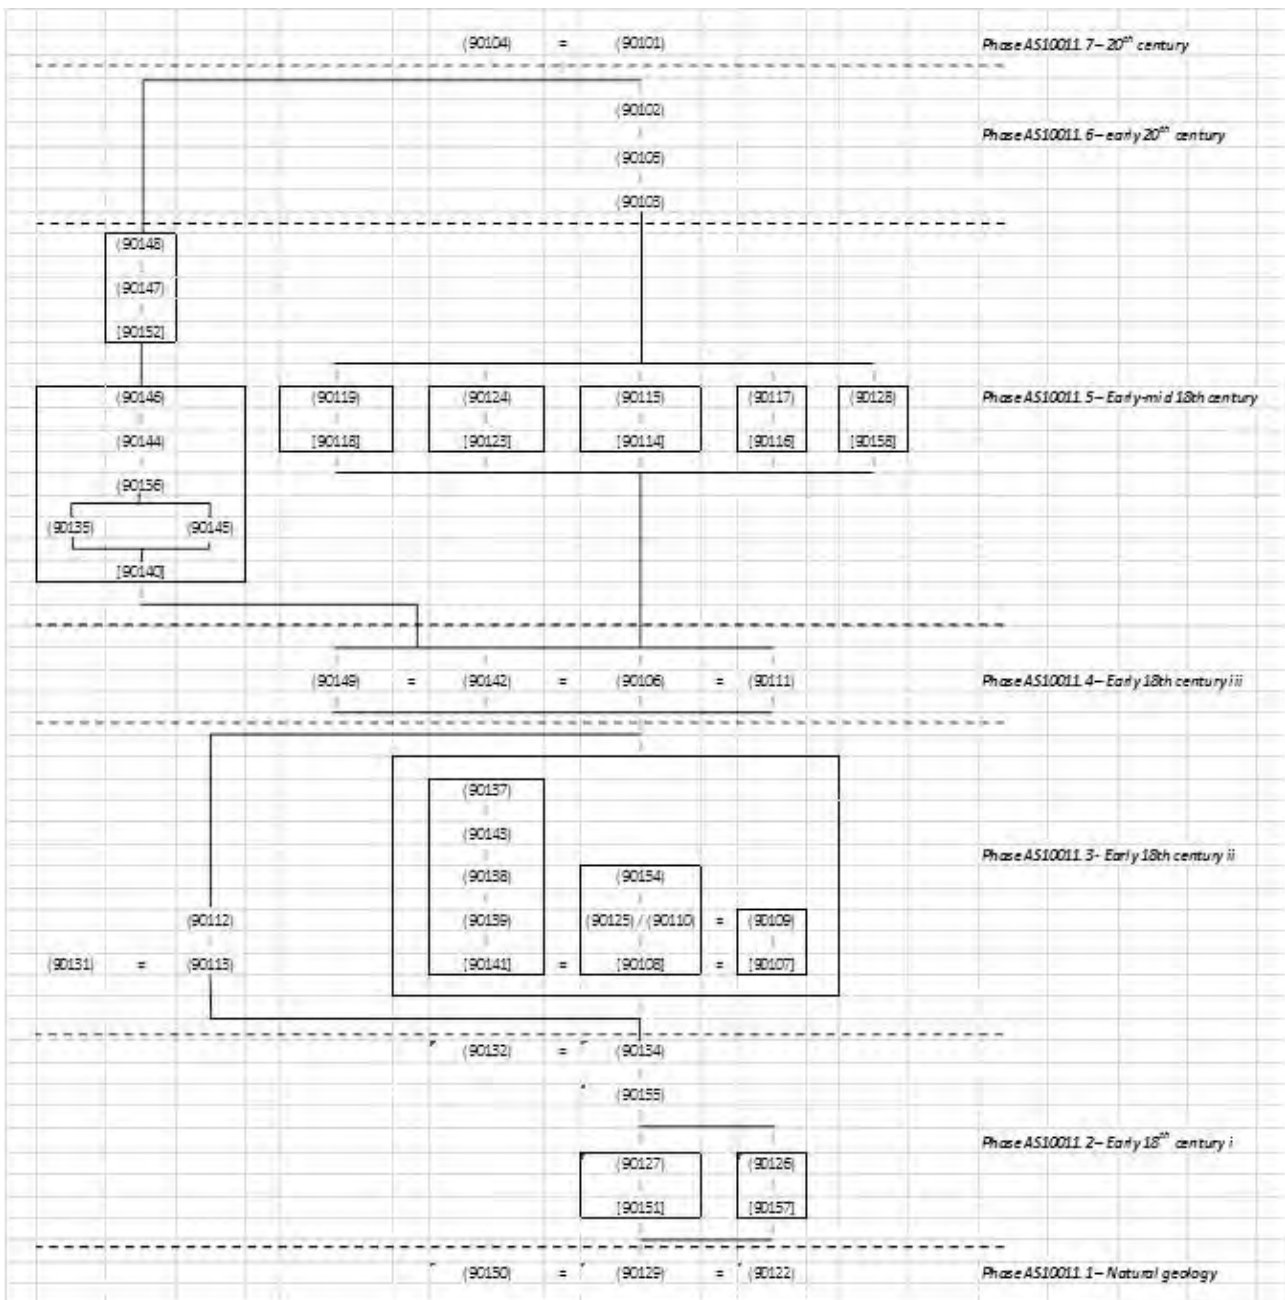 (90104) = (90101) Phase AS10011.7 – 20th century
(90102)
Phase AS10011.6 – early 20th century
(90105)
(90103)
(90148)
(90147)
[90152]
(90146) (90119) (90124) (90115) (90117) (90128) Phase AS10011.5 – Early-mid 18th century
(90144) [90118] [90123] [90114] [90116] [90158]
(90136)
(90135) (90145)
[90140]
(90149) = (90142) = (90106) = (90111) Phase AS10011.4 – Early 18th century iii
(90137)
(90143)
Phase AS10011.3- Early 18th century ii
(90138) (90154)
(90112) (90139) (90125) / (90110) = (90109)
(90131) = (90113) [90141] = [90108] = [90107]
(90132) = (90134)
(90155)
Phase AS10011.2 – Early 18th century i
(90127) (90126)
[90151] [90157]
(90150) = (90129) = (90122) Phase AS10011.1 – Natural geology